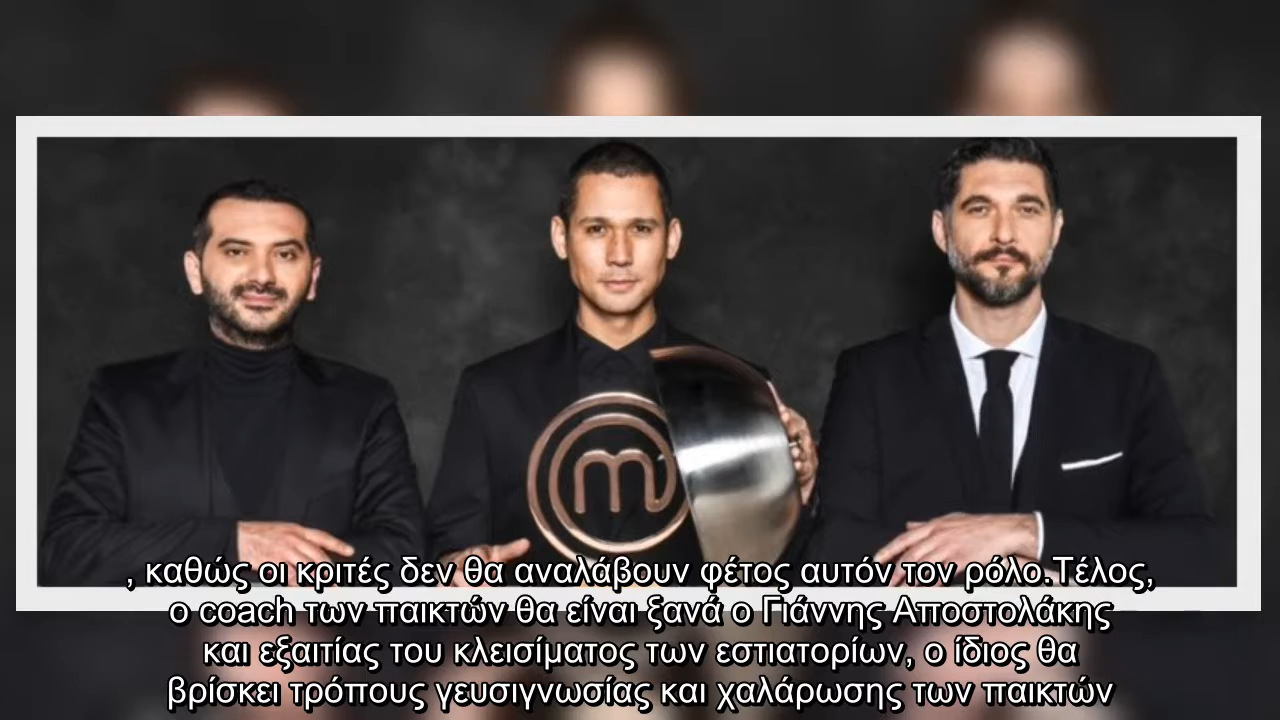 m
, καθώς οι κριτές δεν θα αναλάβουν φέτος αυτόν τον ρόλο.Τέλος,
ο coach των παικτών θα είναι ξανά ο Γιάννης Αποστολάκης
και εξαιτίας του κλεισίματος των εστιατορίων, ο ίδιος θα
βρίσκει τρόπους γευσιγνωσίας και χαλάρωσης των παικτών